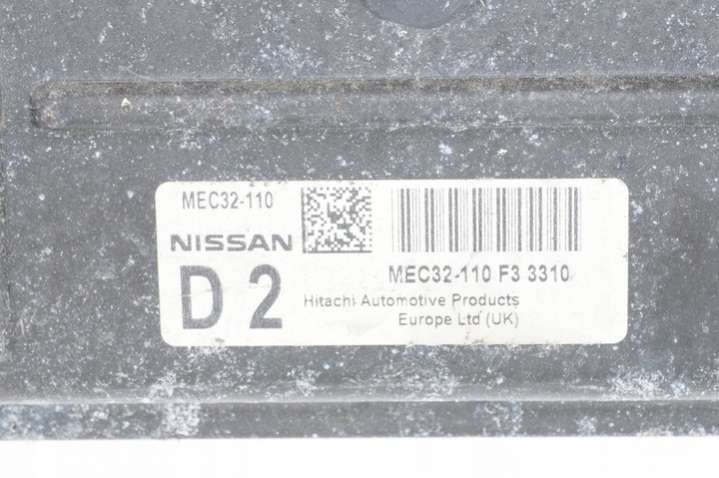 MEC32-110
NISSAN
D 2
MEC32-110 F3 3310
Hitachi Automotive Products
Europe Ltd (UK)